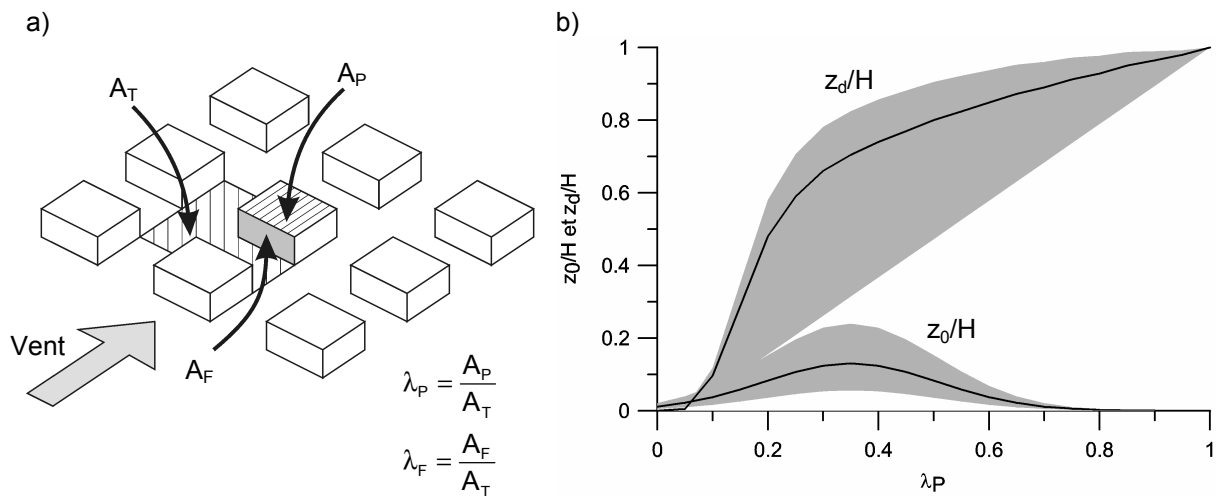 a)
A_T
A_P
Vent
A_F
λ_P = A_P / A_T
λ_F = A_F / A_T
b)
z_0/H et z_d/H
1
0.8
0.6
0.4
0.2
0
z_d/H
z_0/H
0 0.2 0.4 0.6 0.8 1
λ_P